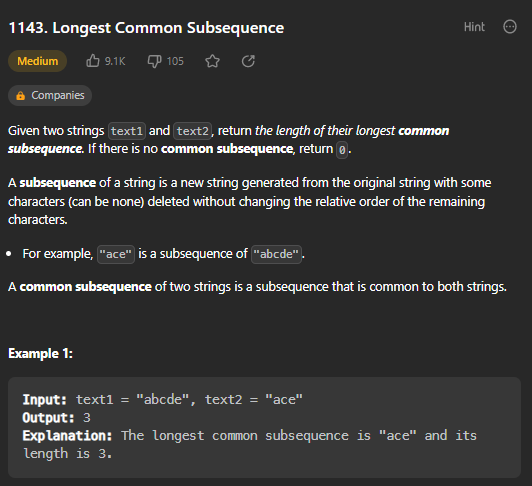 1143. Longest Common Subsequence
Hint
Medium
9.1K
105
Companies
Given two strings text1 and text2, return the length of their longest common
subsequence. If there is no common subsequence, return 0.
A subsequence of a string is a new string generated from the original string with some
characters (can be none) deleted without changing the relative order of the remaining
characters.
• For example, "ace" is a subsequence of "abcde".
A common subsequence of two strings is a subsequence that is common to both strings.
Example 1:
Input: text1 = "abcde", text2 = "ace"
Output: 3
Explanation: The longest common subsequence is "ace" and its
length is 3.